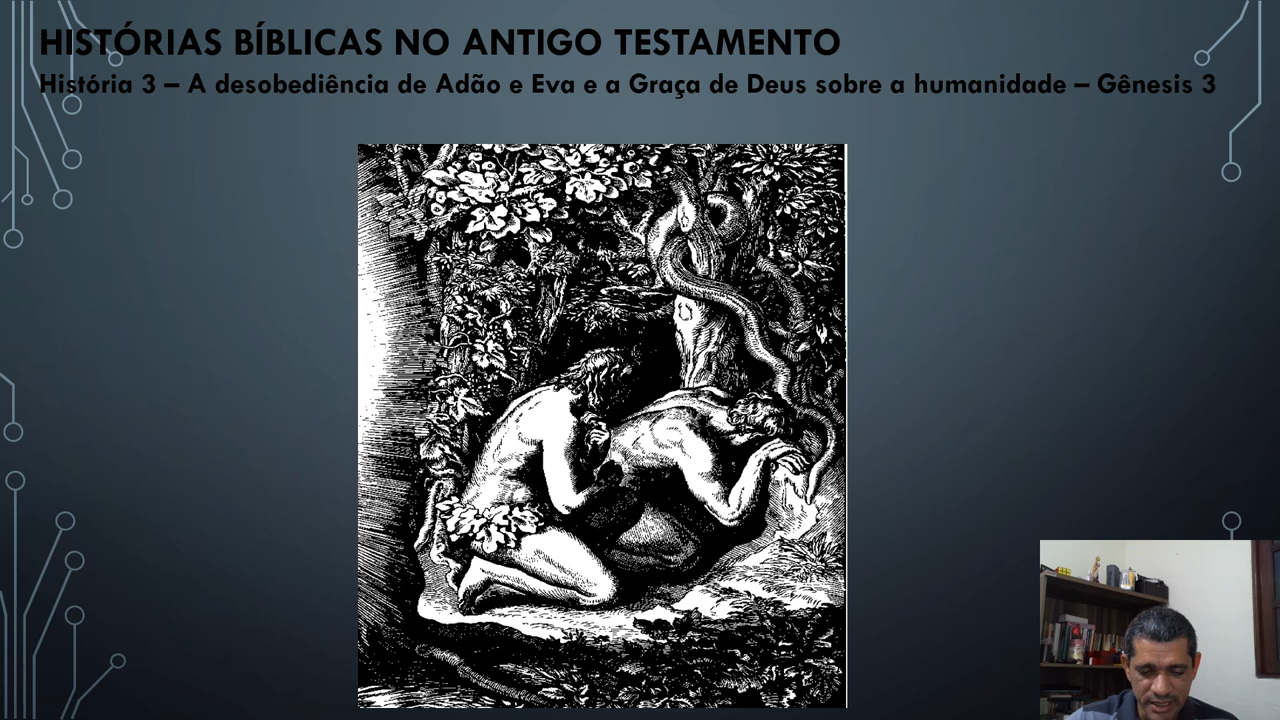 HISTÓRIAS BÍBLICAS NO ANTIGO TESTAMENTO
História 3 – A desobediência de Adão e Eva e a Graça de Deus sobre a humanidade – Gênesis 3